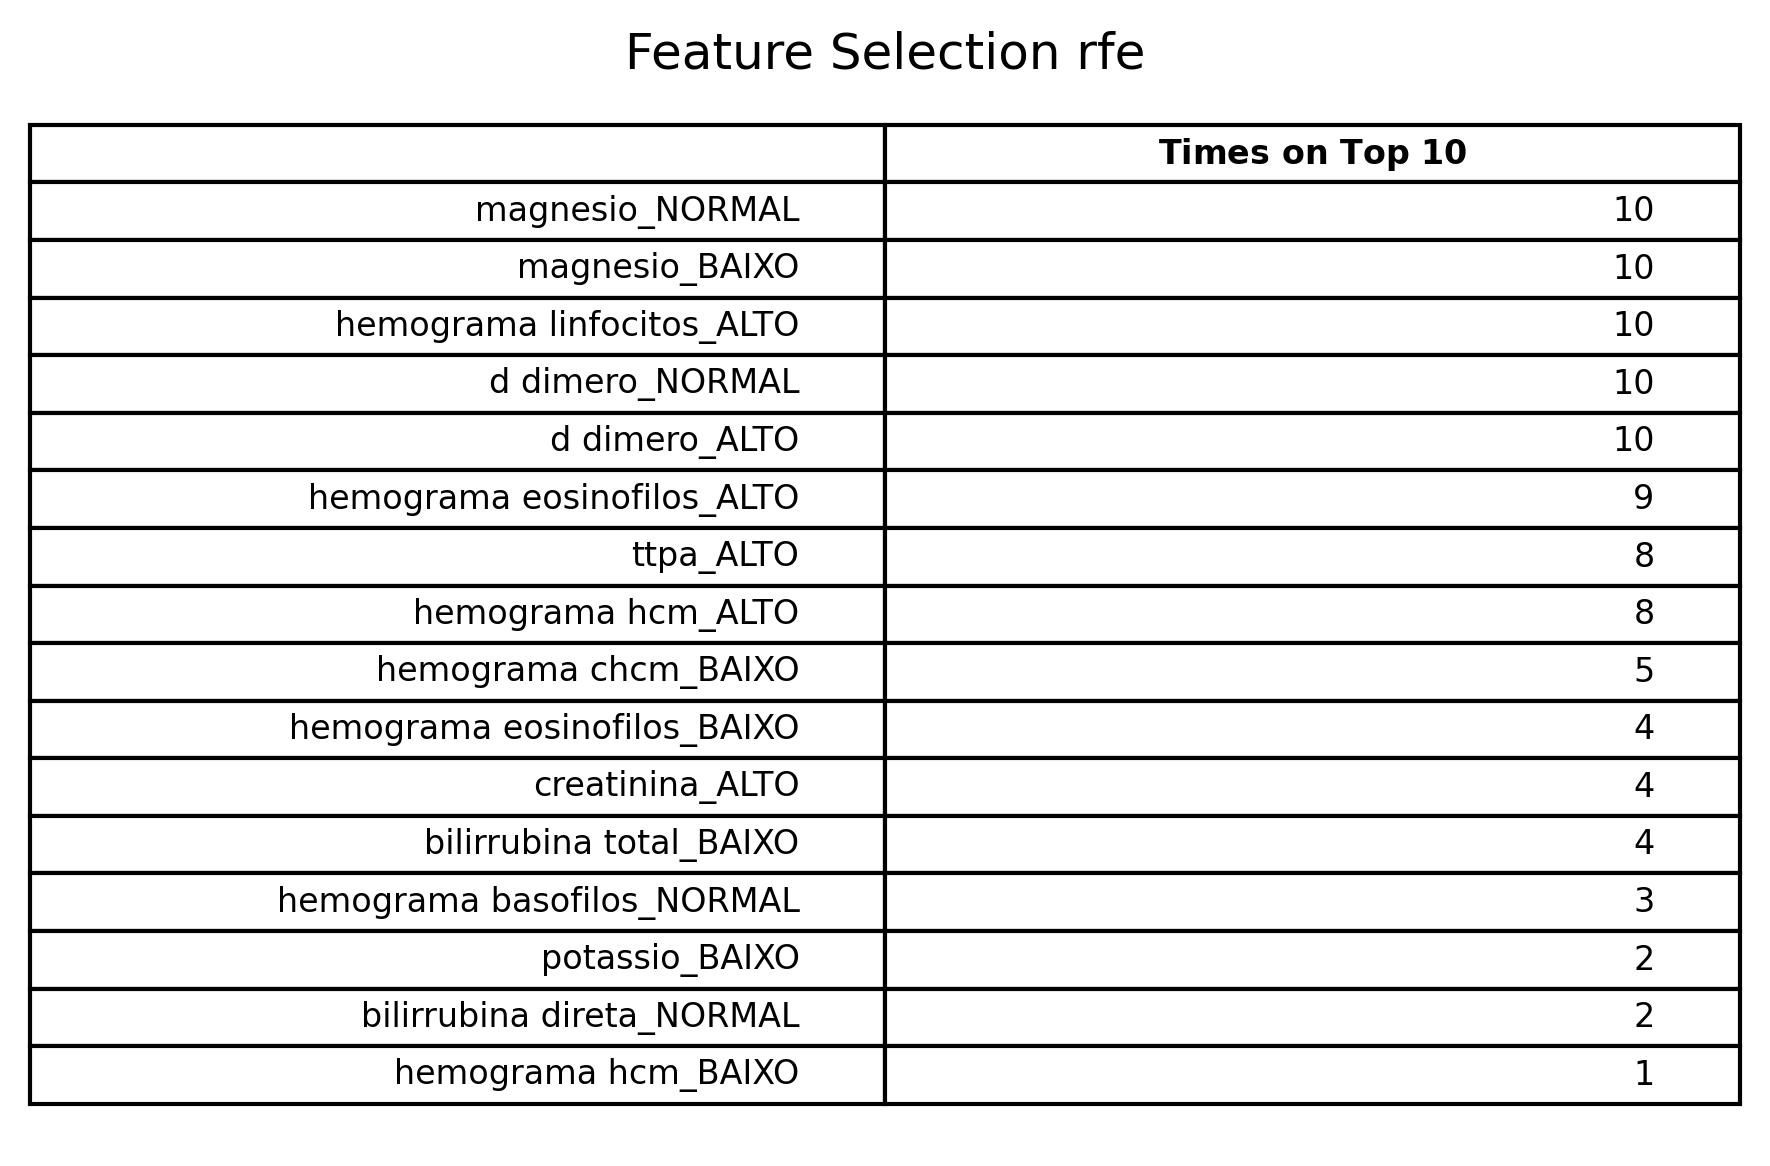 Feature Selection rfe
Times on Top 10
magnesio_NORMAL 10
magnesio_BAIXO 10
hemograma linfocitos_ALTO 10
d dimero_NORMAL 10
d dimero_ALTO 10
hemograma eosinofilos_ALTO 9
ttpa_ALTO 8
hemograma hcm_ALTO 8
hemograma chcm_BAIXO 5
hemograma eosinofilos_BAIXO 4
creatinina_ALTO 4
bilirrubina total_BAIXO 4
hemograma basofilos_NORMAL 3
potassio_BAIXO 2
bilirrubina direta_NORMAL 2
hemograma hcm_BAIXO 1